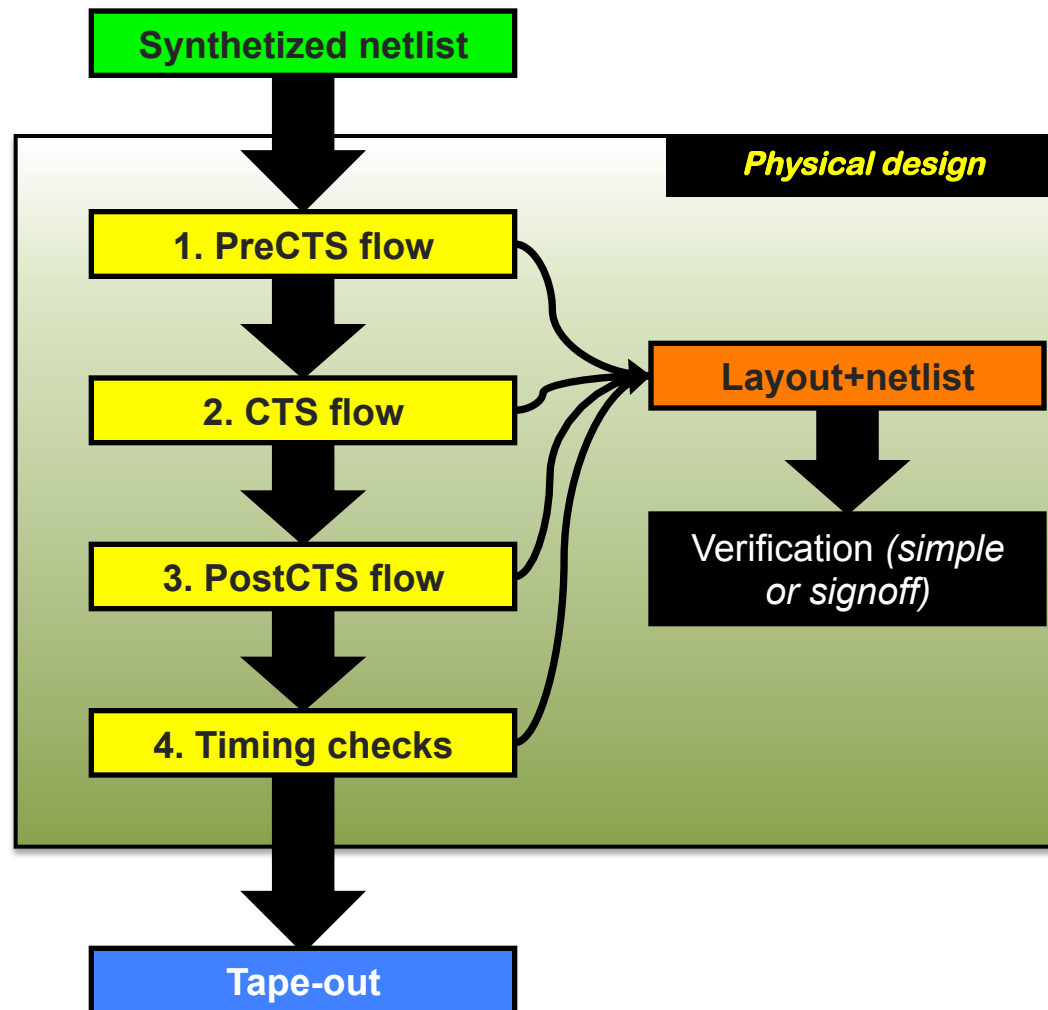 Synthetized netlist
Physical design
1. PreCTS flow
Layout+netlist
2. CTS flow
Verification (simple
or signoff)
3. PostCTS flow
4. Timing checks
Tape-out